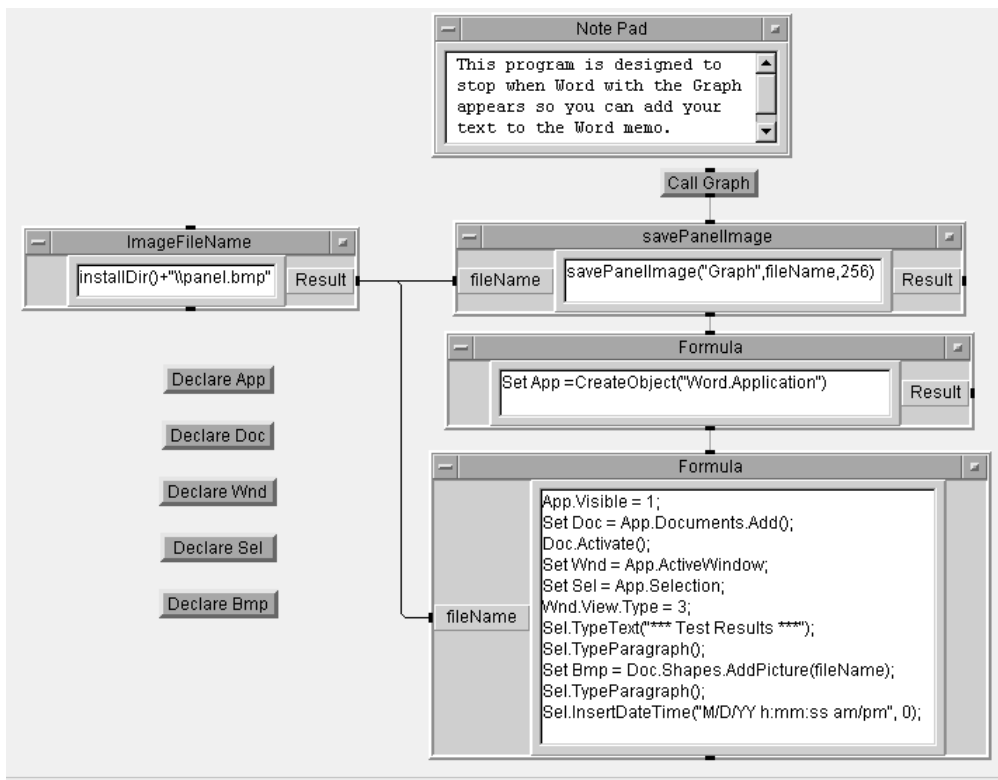 Note Pad
This program is designed to
stop when Word with the Graph
appears so you can add your
text to the Word memo.
Call Graph
ImageFileName
installDir()+"\\panel.bmp"
Result
savePanelImage
fileName
savePanelImage("Graph",fileName,256)
Result
Formula
Set App =CreateObject("Word.Application")
Result
Declare App
Declare Doc
Declare Wnd
Declare Sel
Declare Bmp
Formula
fileName
App.Visible = 1;
Set Doc = App.Documents.Add();
Doc.Activate();
Set Wnd = App.ActiveWindow;
Set Sel = App.Selection;
Wnd.View.Type = 3;
Sel.TypeText("*** Test Results ***");
Sel.TypeParagraph();
Set Bmp = Doc.Shapes.AddPicture(fileName);
Sel.TypeParagraph();
Sel.InsertDateTime("M/D/YY h:mm:ss am/pm", 0);